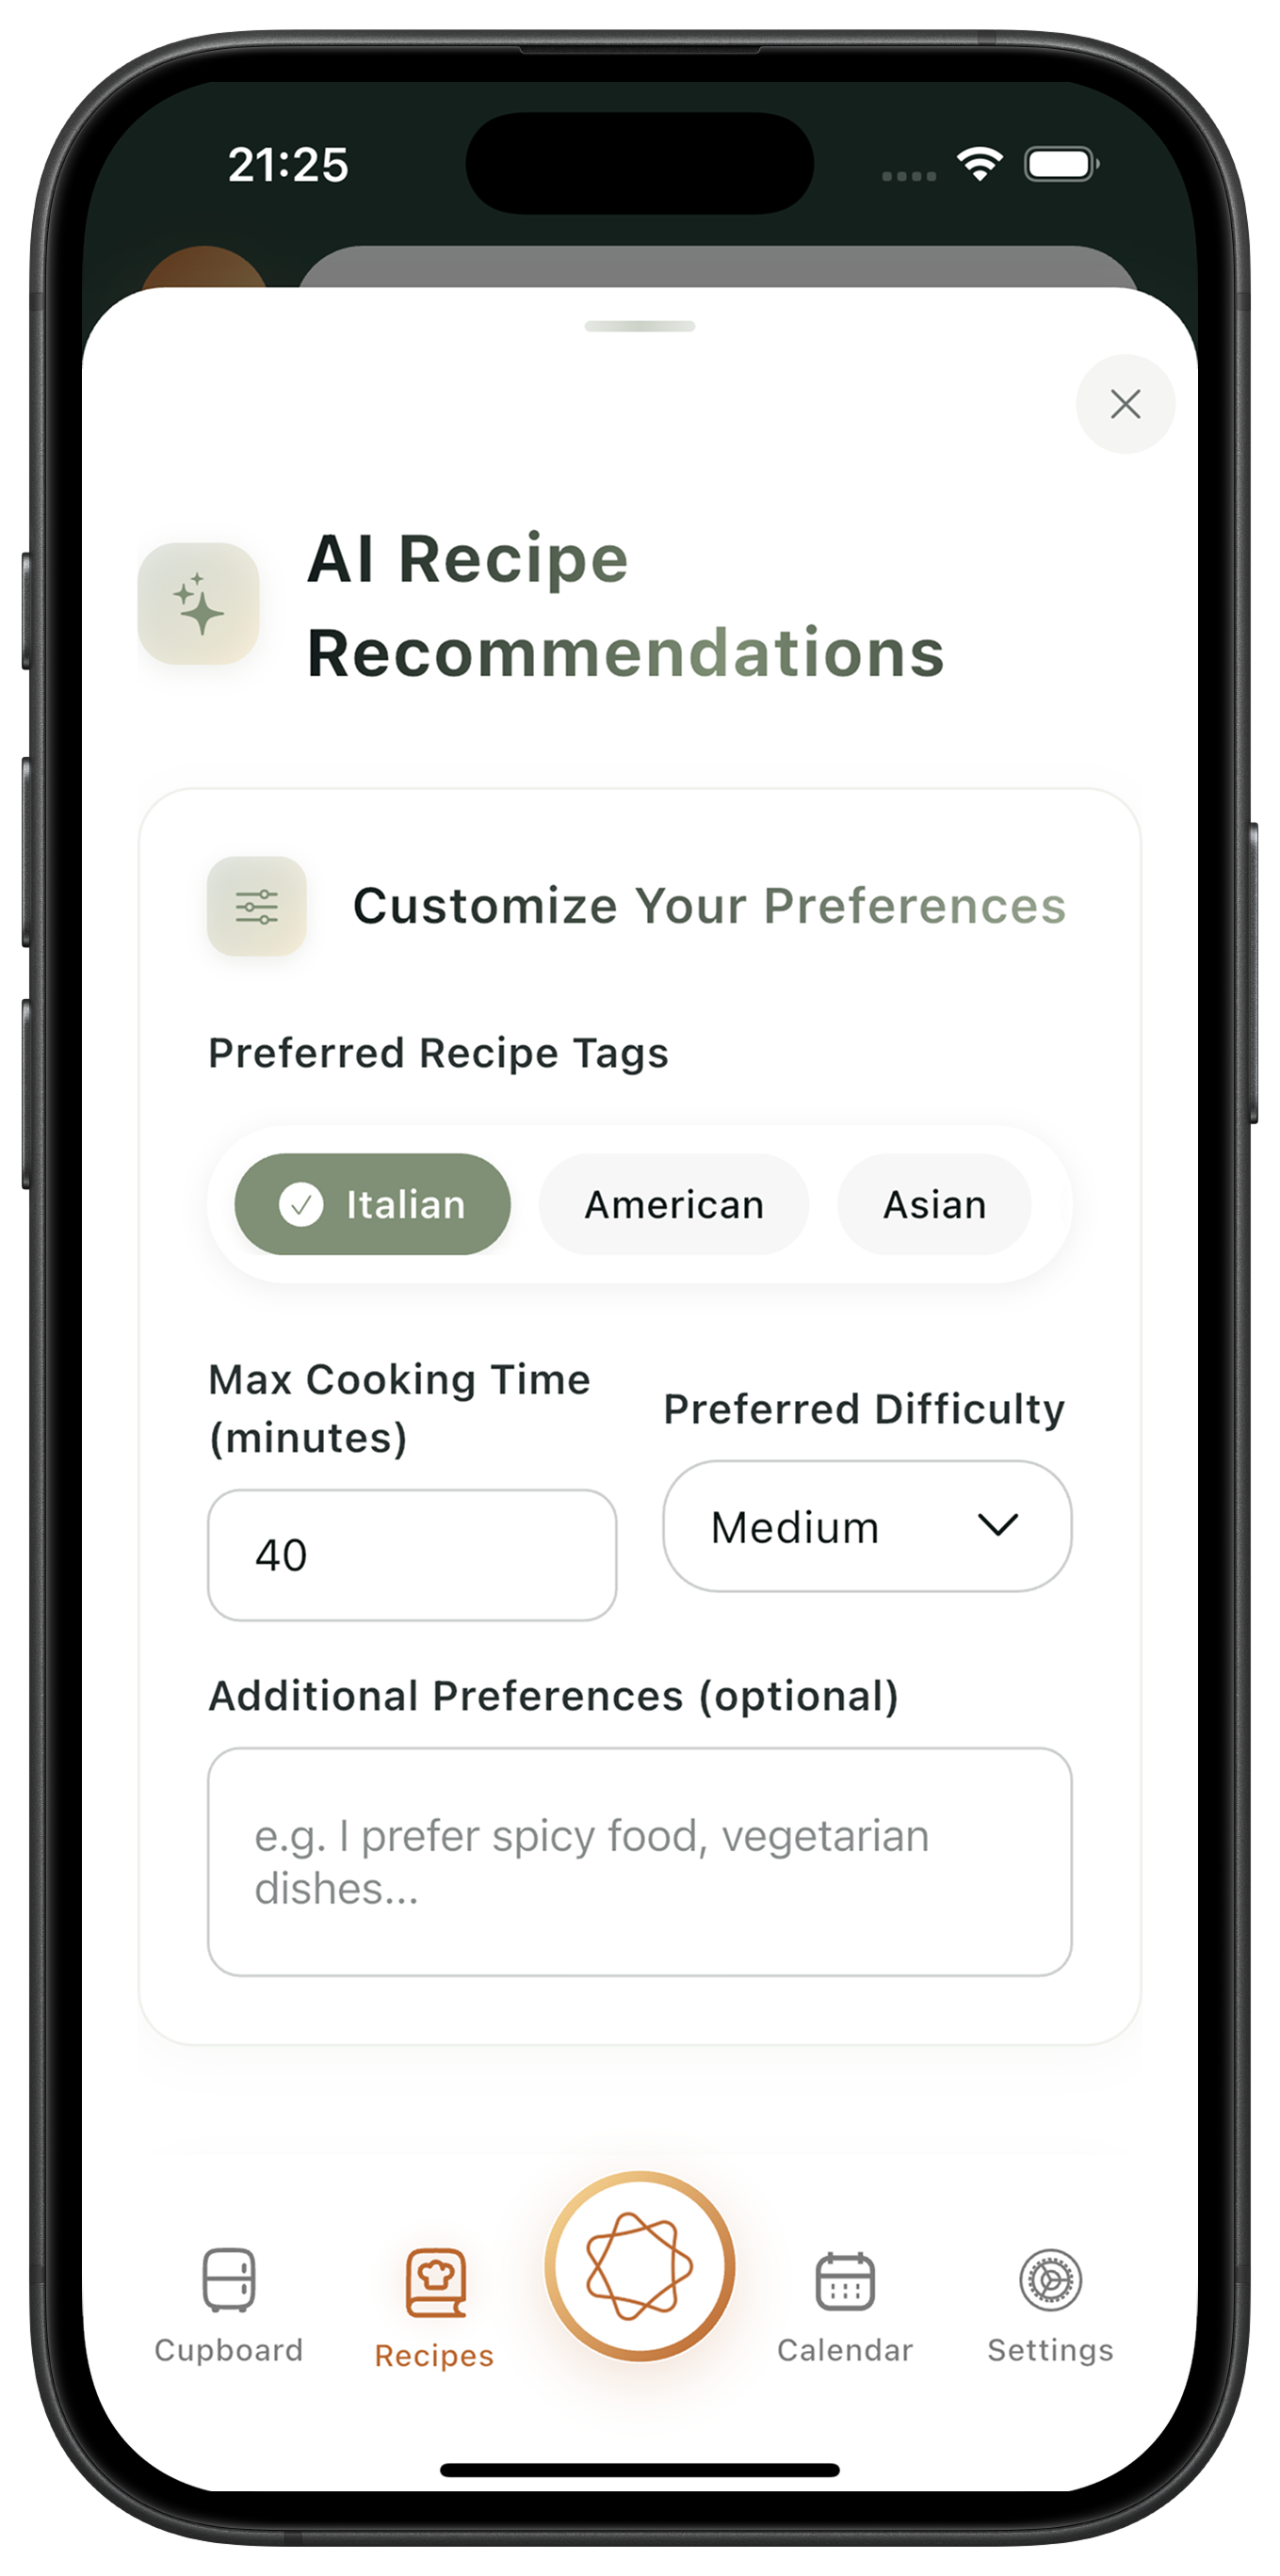 21:25
AI Recipe
Recommendations
Customize Your Preferences
Preferred Recipe Tags
Italian
American
Asian
Max Cooking Time
(minutes)
Preferred Difficulty
40
Medium
Additional Preferences (optional)
e.g. I prefer spicy food, vegetarian
dishes...
Cupboard
Recipes
Calendar
Settings